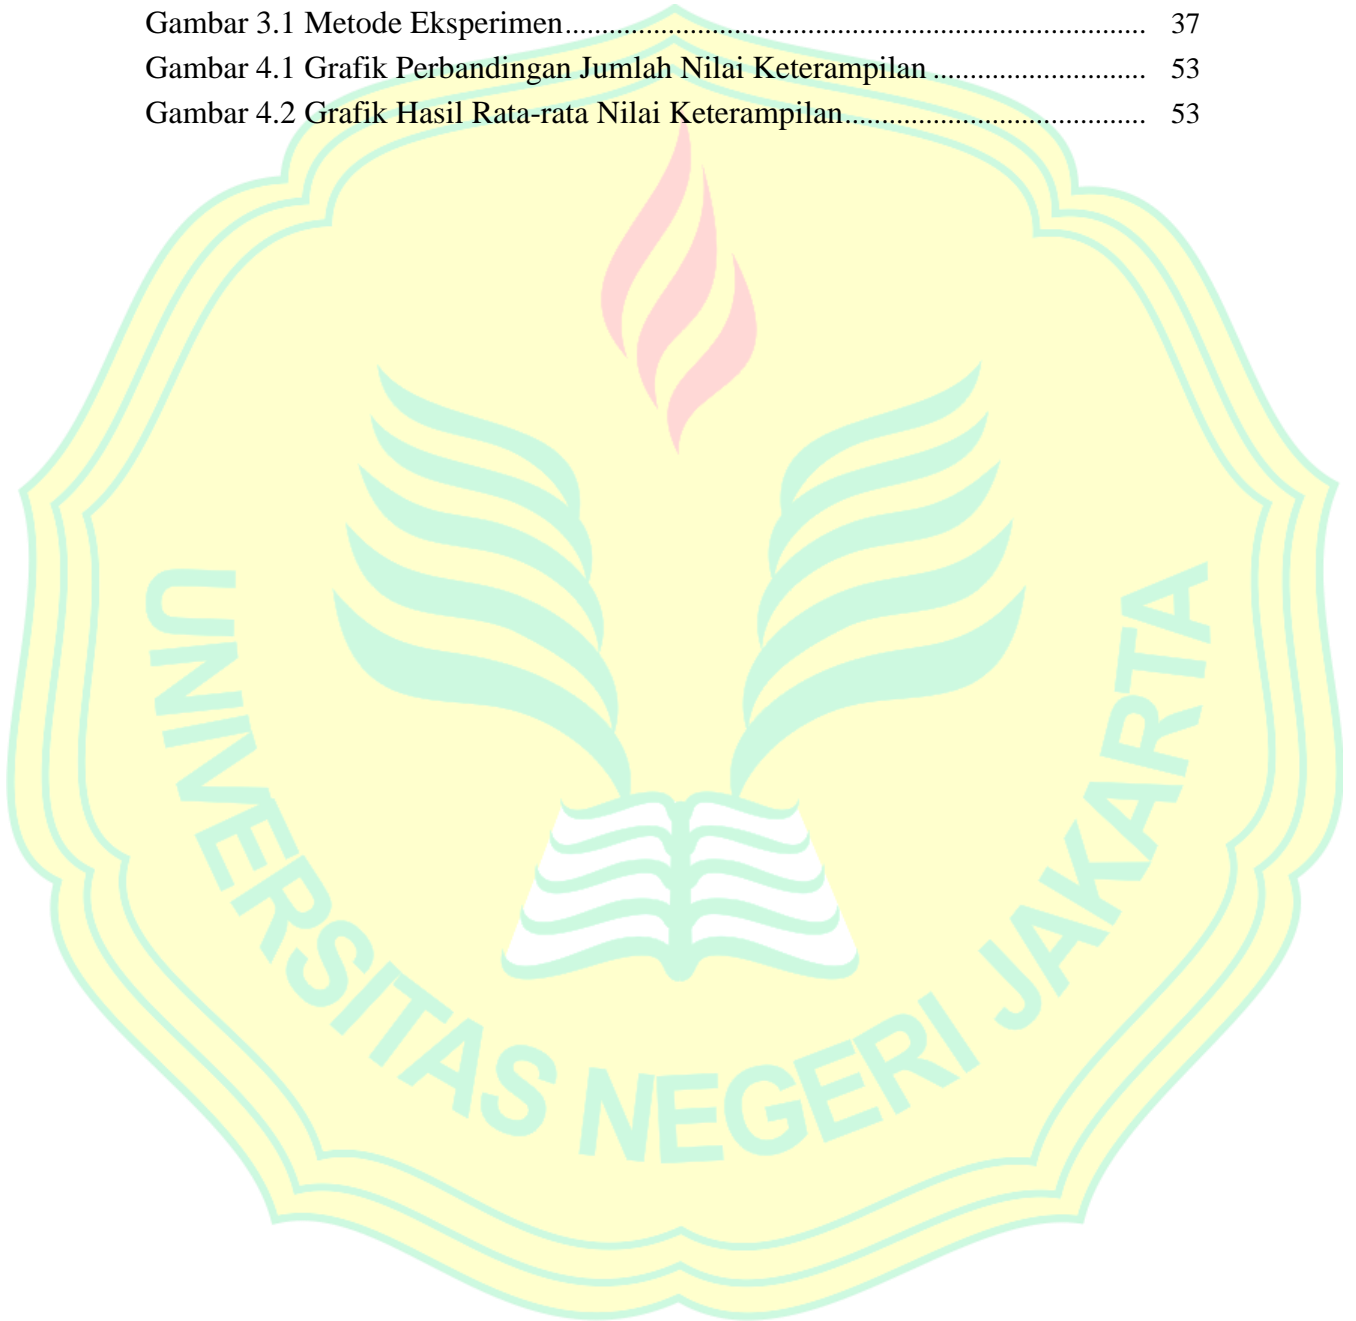 Gambar 3.1 Metode Eksperimen............................................................................... 37
Gambar 4.1 Grafik Perbandingan Jumlah Nilai Keterampilan ............................. 53
Gambar 4.2 Grafik Hasil Rata-rata Nilai Keterampilan......................................... 53
UNIVERSITAS NEGERI JAKARTA